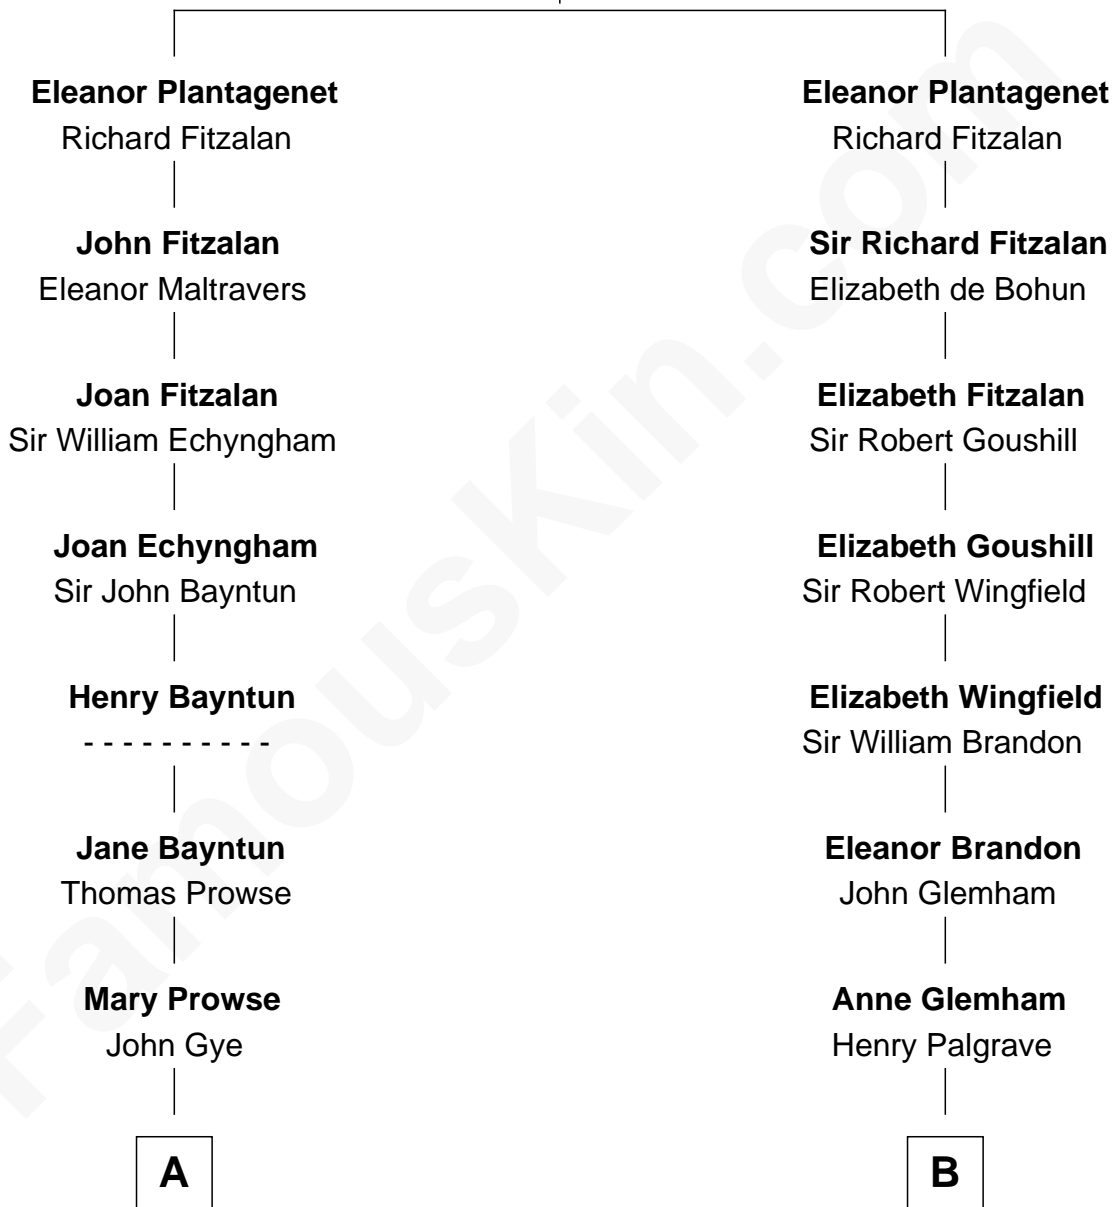 Eleanor Plantagenet
Richard Fitzalan
John Fitzalan
Eleanor Maltravers
Joan Fitzalan
Sir William Echyngham
Joan Echyngham
Sir John Bayntun
Henry Bayntun
- - - - - - - - - -
Jane Bayntun
Thomas Prowse
Mary Prowse
John Gye
A
Eleanor Plantagenet
Richard Fitzalan
Sir Richard Fitzalan
Elizabeth de Bohun
Elizabeth Fitzalan
Sir Robert Goushill
Elizabeth Goushill
Sir Robert Wingfield
Elizabeth Wingfield
Sir William Brandon
Eleanor Brandon
John Glemham
Anne Glemham
Henry Palgrave
B
FamousKin.com